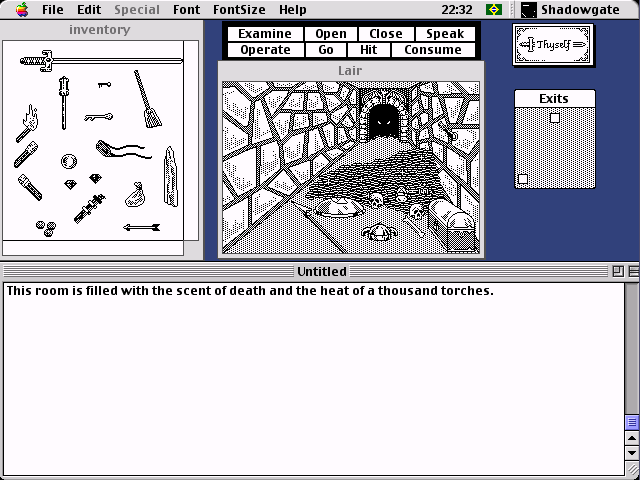 File Edit Special Font FontSize Help 22:32 Shadowgate
inventory
Examine Open Close Speak
Operate Go Hit Consume
Thyself
Lair
Exits
Untitled
This room is filled with the scent of death and the heat of a thousand torches.